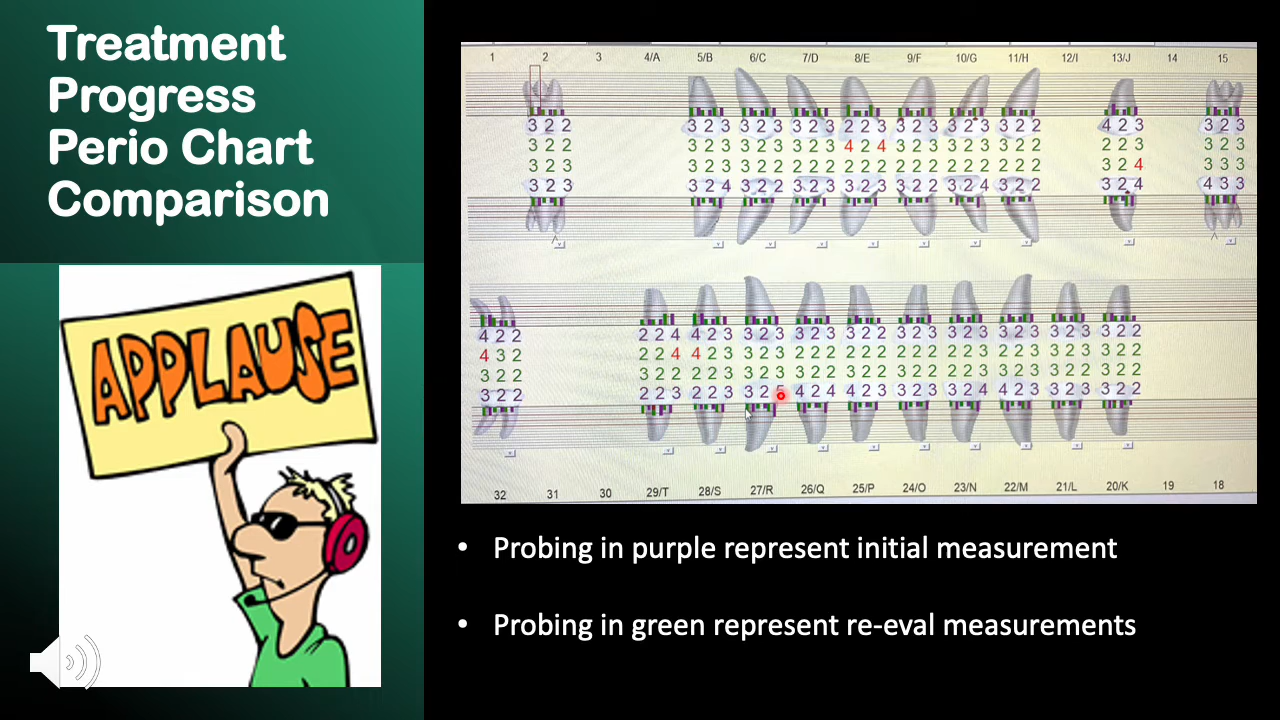 Treatment
Progress
Perio Chart
Comparison
APPLAUSE
1 2 3 4/A 5/B 6/C 7/D 8/E 9/F 10/G 11/H 12/I 13/J 14 15
3 2 2 3 2 3 3 2 3 3 2 3 2 2 3 3 2 3 3 2 3 3 2 2 4 2 3 3 2 3
3 2 2 3 2 3 3 2 3 3 2 3 4 2 4 3 2 3 3 2 3 2 2 2 2 2 3 3 2 3
3 2 2 3 2 3 3 2 2 3 2 2 3 2 2 3 2 2 3 2 3 2 2 2 3 2 4 3 3 3
3 2 3 3 2 4 3 2 2 3 2 3 3 2 3 3 2 2 3 2 4 3 2 2 3 2 4 4 3 3
4 2 2 2 2 4 4 2 3 3 2 3 3 2 3 3 2 2 3 2 3 3 2 3 3 2 3 3 2 3 3 2 2
4 3 2 2 2 4 4 2 3 3 2 3 2 2 2 2 2 2 2 2 2 2 2 3 2 2 3 3 2 3 3 2 2
3 2 2 3 2 2 2 2 3 3 2 3 3 2 2 2 2 2 2 2 2 2 2 2 2 2 2 3 2 2 3 2 2
3 2 2 2 2 3 2 2 3 3 2 4 2 4 4 2 3 3 2 3 3 2 4 4 2 3 3 2 3 3 2 2
32 31 30 29/T 28/S 27/R 26/Q 25/P 24/O 23/N 22/M 21/L 20/K 19 18
• Probing in purple represent initial measurement
• Probing in green represent re-eval measurements